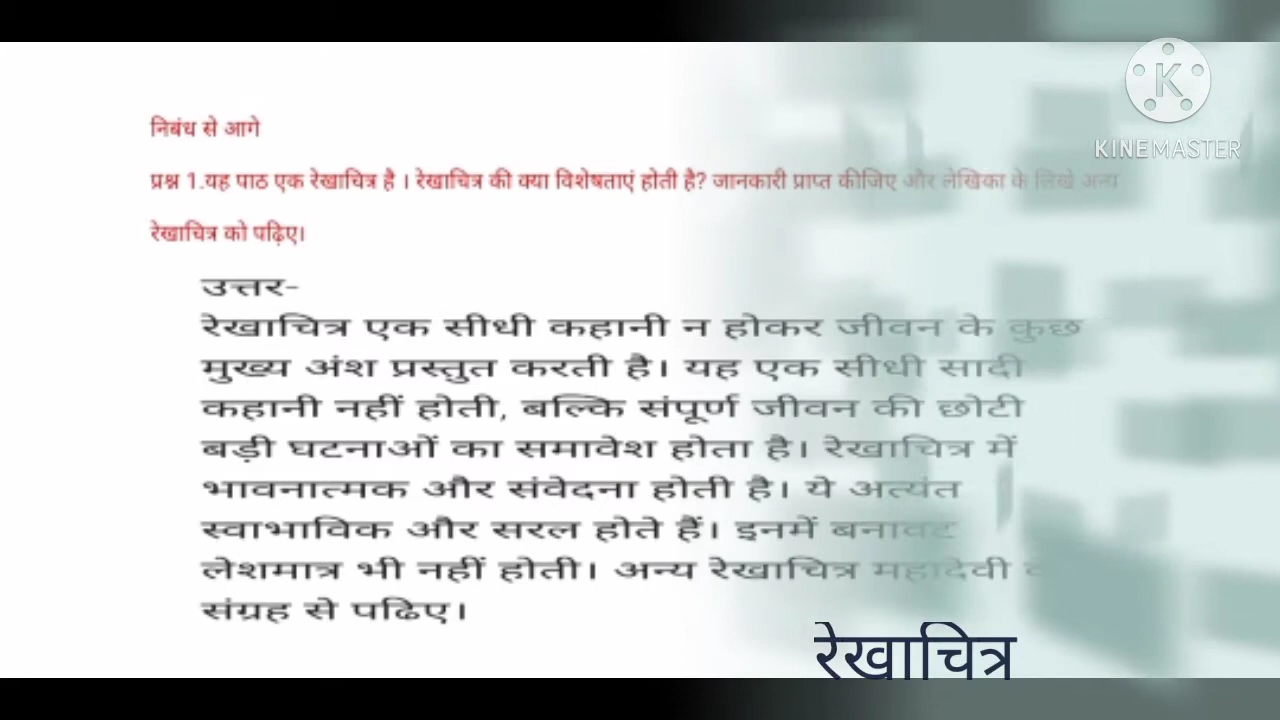 KINEMASTER
निबंध से आगे
प्रश्न 1.यह पाठ एक रेखाचित्र है । रेखाचित्र की क्या विशेषताएं होती है? जानकारी प्राप्त कीजिए और लेखिका के लिखे अन्य
रेखाचित्र को पढ़िए।
उत्तर-
रेखाचित्र एक सीधी कहानी न होकर जीवन के कुछ
मुख्य अंश प्रस्तुत करती है। यह एक सीधी सादी
कहानी नहीं होती, बल्कि संपूर्ण जीवन की छोटी
बड़ी घटनाओं का समावेश होता है। रेखाचित्र में
भावनात्मक और संवेदना होती है। ये अत्यंत
स्वाभाविक और सरल होते हैं। इनमें बनावट
लेशमात्र भी नहीं होती। अन्य रेखाचित्र महादेवी
संग्रह से पढिए।
रेखाचित्र